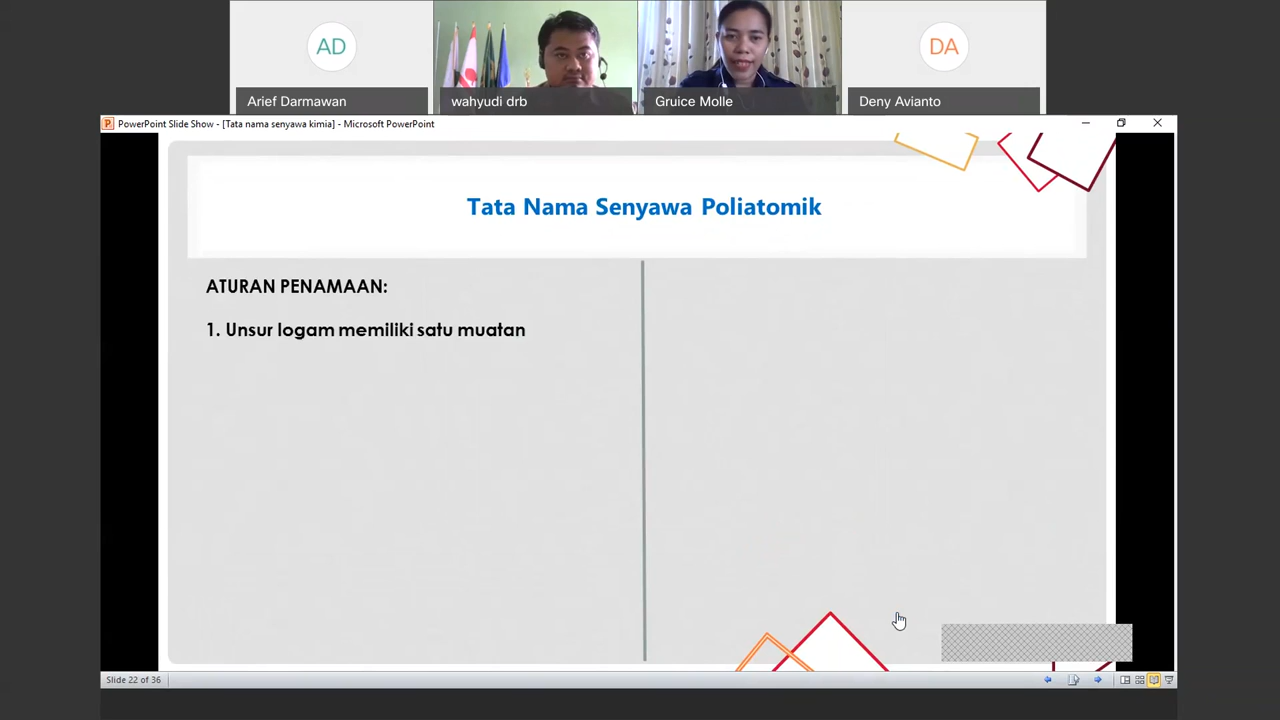 AD
DA
Arief Darmawan
wahyudi drb
Gruice Molle
Deny Avianto
PowerPoint Slide Show - [Tata nama senyawa kimia] - Microsoft PowerPoint
Tata Nama Senyawa Poliatomik
ATURAN PENAMAAN:
1. Unsur logam memiliki satu muatan
Slide 22 of 36